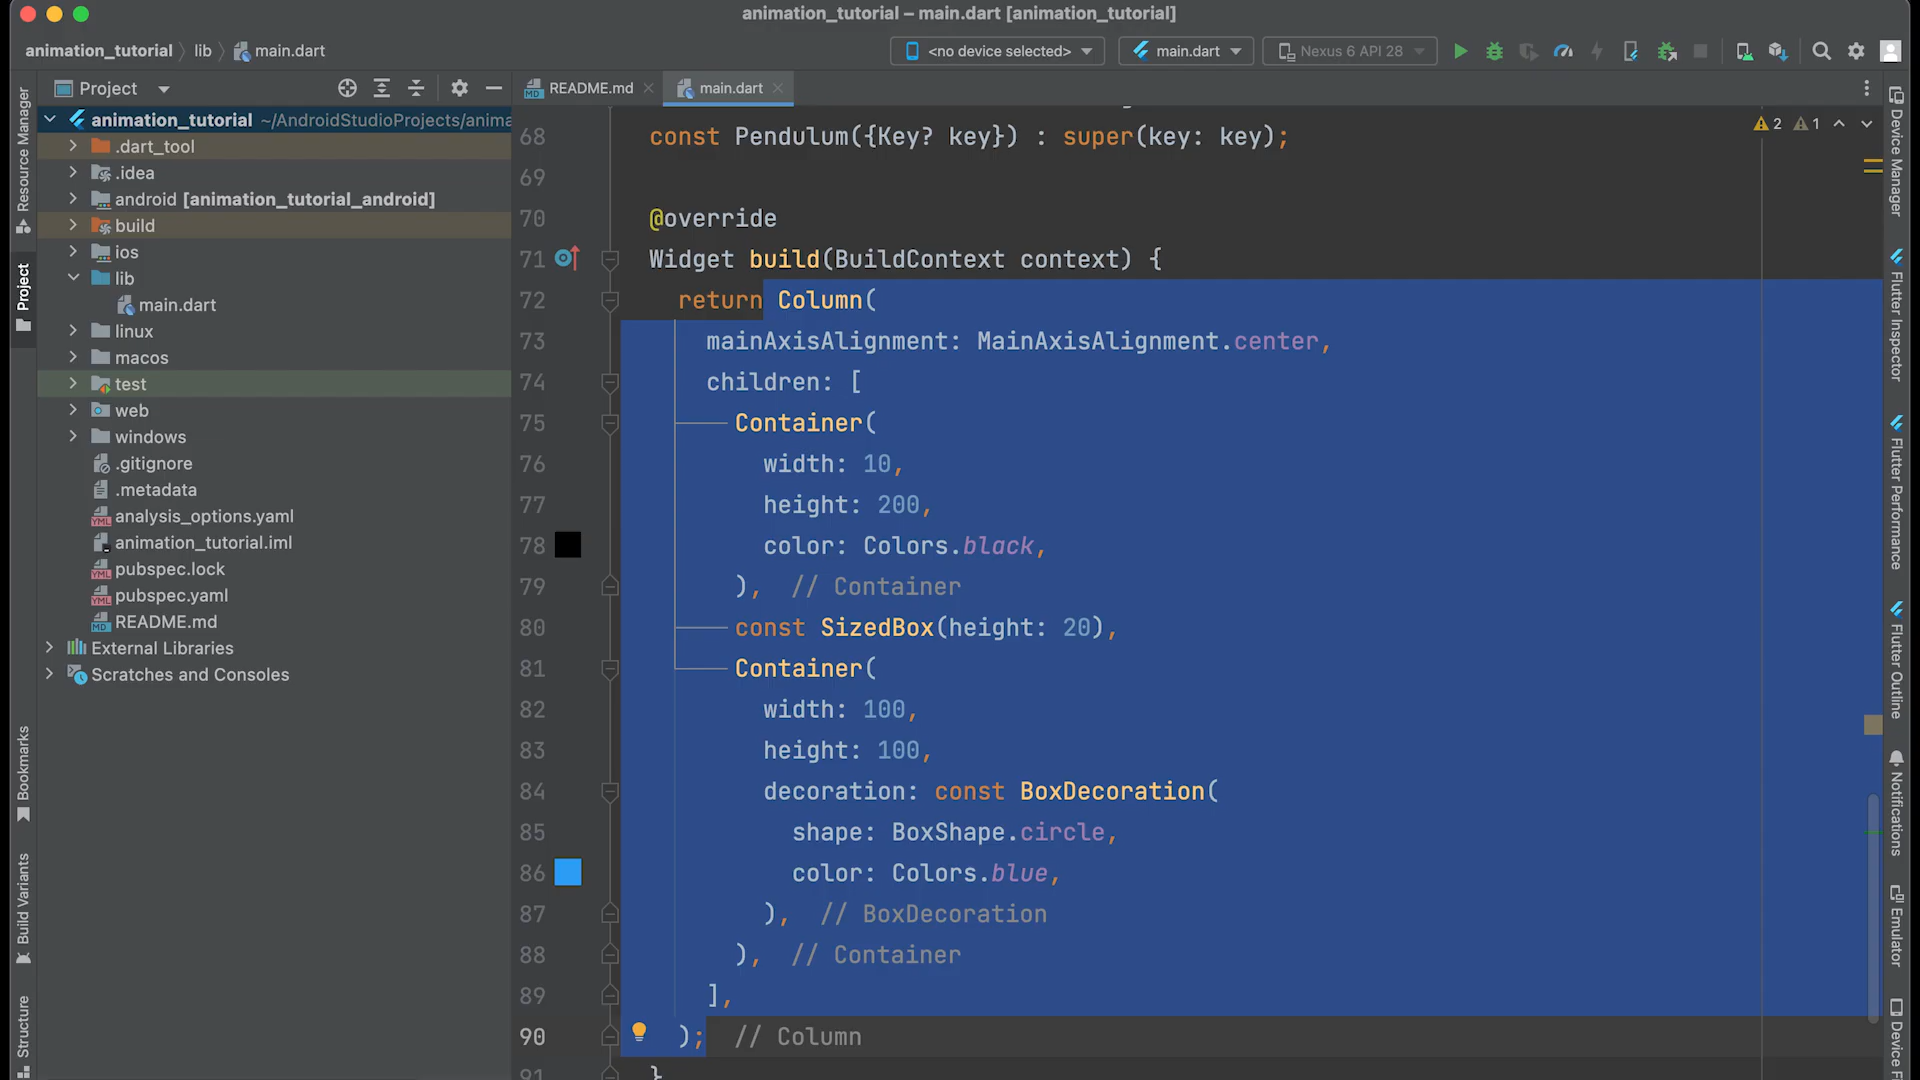 animation_tutorial – main.dart [animation_tutorial]
animation_tutorial lib main.dart
<no device selected>
main.dart
Nexus 6 API 28
Project
README.md
main.dart
animation_tutorial ~/AndroidStudioProjects/anima
.dart_tool
.idea
android [animation_tutorial_android]
build
ios
lib
main.dart
linux
macos
test
web
windows
.gitignore
.metadata
analysis_options.yaml
animation_tutorial.iml
pubspec.lock
pubspec.yaml
README.md
External Libraries
Scratches and Consoles
Resource Manager
Project
Bookmarks
Build Variants
Structure
2 1
68 const Pendulum({Key? key}) : super(key: key);
69
70 @override
71 Widget build(BuildContext context) {
72 return Column(
73 mainAxisAlignment: MainAxisAlignment.center,
74 children: [
75 Container(
76 width: 10,
77 height: 200,
78 color: Colors.black,
79 ), // Container
80 const SizedBox(height: 20),
81 Container(
82 width: 100,
83 height: 100,
84 decoration: const BoxDecoration(
85 shape: BoxShape.circle,
86 color: Colors.blue,
87 ), // BoxDecoration
88 ), // Container
89 ],
90 ); // Column
91 }
Device Manager
Flutter Inspector
Flutter Performance
Flutter Outline
Notifications
Emulator
Device Fi